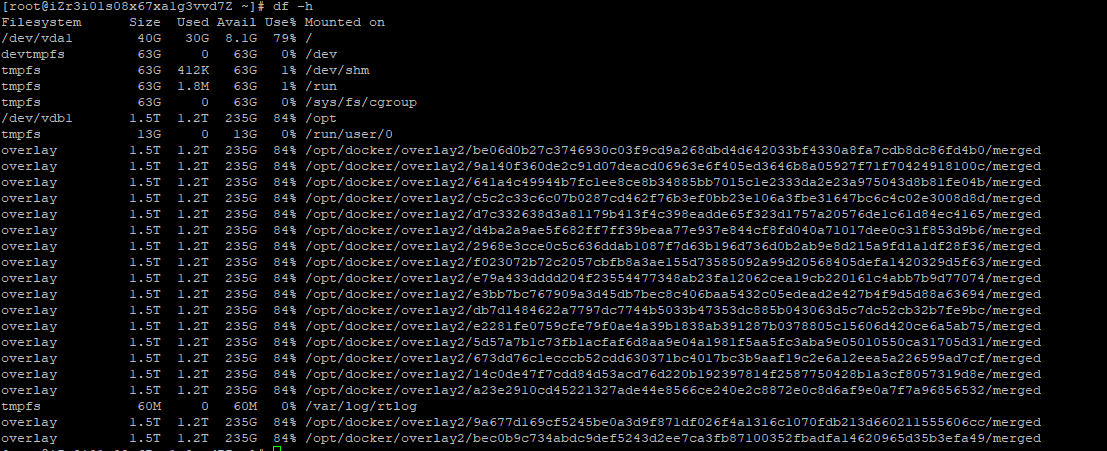 [root@iZr3i01s08x67xalg3vvd7Z ~]# df -h
Filesystem Size Used Avail Use% Mounted on
/dev/vda1 40G 30G 8.1G 79% /
devtmpfs 63G 0 63G 0% /dev
tmpfs 63G 412K 63G 1% /dev/shm
tmpfs 63G 1.8M 63G 1% /run
tmpfs 63G 0 63G 0% /sys/fs/cgroup
/dev/vdb1 1.5T 1.2T 235G 84% /opt
tmpfs 13G 0 13G 0% /run/user/0
overlay 1.5T 1.2T 235G 84% /opt/docker/overlay2/be06d0b27c3746930c03f9cd9a268dbd4d642033bf4330a8fa7cdb8dc86fd4b0/merged
overlay 1.5T 1.2T 235G 84% /opt/docker/overlay2/9a140f360de2c91d07deacd06963e6f405ed3646b8a05927f71f70424918100c/merged
overlay 1.5T 1.2T 235G 84% /opt/docker/overlay2/641a4c49944b7fc1ee8ce8b34885bb7015c1e2333da2e23a975043d8b81fe04b/merged
overlay 1.5T 1.2T 235G 84% /opt/docker/overlay2/c5c2c33c6c07b0287cd462f76b3ef0bb23e106a3fbe31647bc6c4c02e3008d8d/merged
overlay 1.5T 1.2T 235G 84% /opt/docker/overlay2/d7c332638d3a81179b413f4c398eadde65f323d1757a20576de1c61d84ec4165/merged
overlay 1.5T 1.2T 235G 84% /opt/docker/overlay2/d4ba2a9ae5f682ff7ff39beaa77e937e844cf8fd040a71017dee0c31f853d9b6/merged
overlay 1.5T 1.2T 235G 84% /opt/docker/overlay2/2968e3cce0c5c636ddab1087f7d63b196d736d0b2ab9e8d215a9fd1a1df28f36/merged
overlay 1.5T 1.2T 235G 84% /opt/docker/overlay2/f023072b72c2057cbfb8a3ae155d73585092a99d20568405defa1420329d5f63/merged
overlay 1.5T 1.2T 235G 84% /opt/docker/overlay2/e79a433dddd204f23554477348ab23fa12062cea19cb220161c4abb7b9d77074/merged
overlay 1.5T 1.2T 235G 84% /opt/docker/overlay2/e3bb7bc767909a3d45db7bec8c406baa5432c05edead2e427b4f9d5d88a63694/merged
overlay 1.5T 1.2T 235G 84% /opt/docker/overlay2/db7d1484622a7797dc7744b5033b47353dc885b043063d5c7dc52cb32b7fe9bc/merged
overlay 1.5T 1.2T 235G 84% /opt/docker/overlay2/e2281fe0759cfe79f0ae4a39b1838ab391287b0378805c15606d420ce6a5ab75/merged
overlay 1.5T 1.2T 235G 84% /opt/docker/overlay2/5d57a7b1c73fb1acfaf6d8aa9e04a1981f5aa5fc3aba9e05010550ca31705d31/merged
overlay 1.5T 1.2T 235G 84% /opt/docker/overlay2/673dd76c1ecccb52cdd630371bc4017bc3b9aaf19c2e6a12eea5a226599ad7cf/merged
overlay 1.5T 1.2T 235G 84% /opt/docker/overlay2/14c0de47f7cdd84d53acd76d220b192397814f2587750428b1a3cf8057319d8e/merged
overlay 1.5T 1.2T 235G 84% /opt/docker/overlay2/a23e2910cd45221327ade44e8566ce240e2c8872e0c8d6af9e0a7f7a96856532/merged
tmpfs 60M 0 60M 0% /var/log/rtlog
overlay 1.5T 1.2T 235G 84% /opt/docker/overlay2/9a677d169cf5245be0a3d9f871df026f4a1316c1070fdb213d660211555606cc/merged
overlay 1.5T 1.2T 235G 84% /opt/docker/overlay2/bec0b9c734abdc9def5243d2ee7ca3fb87100352fbadfa14620965d35b3efa49/merged